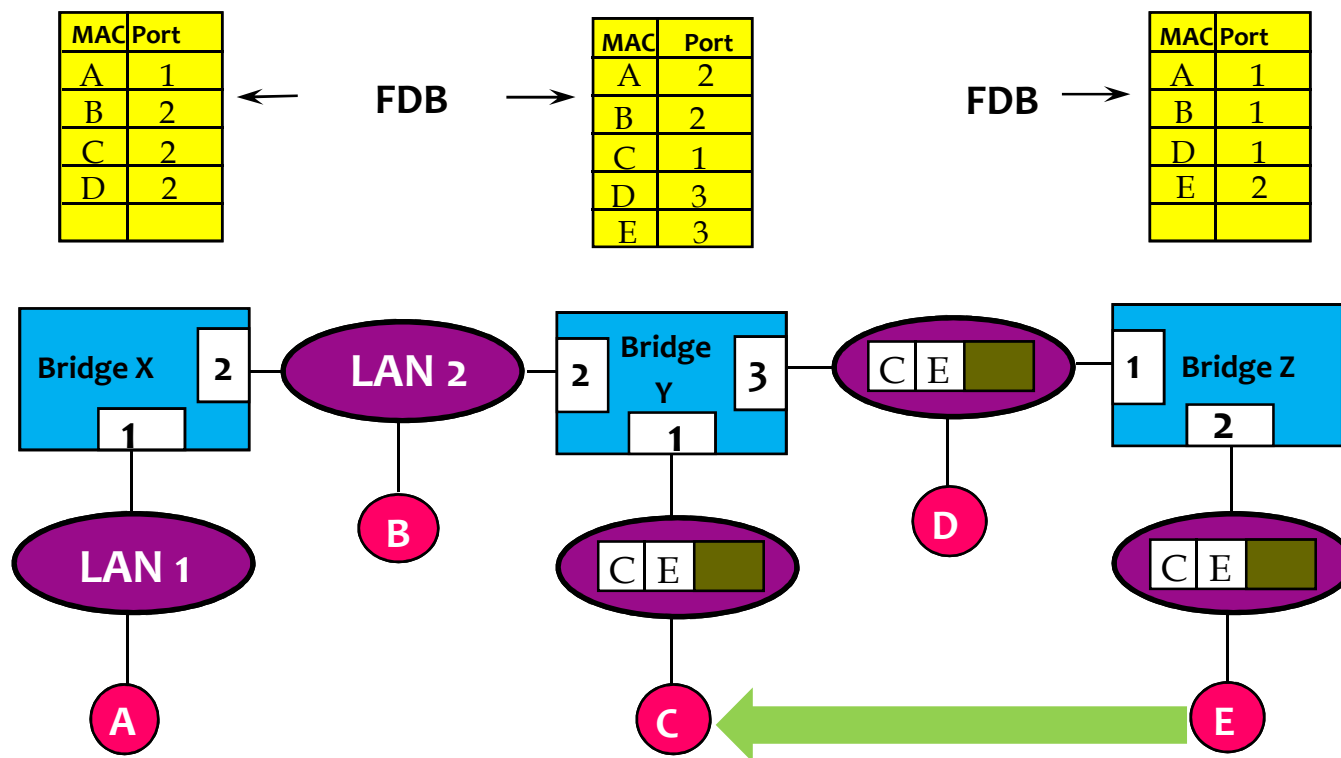 MAC Port
A 1
B 2
C 2
D 2
FDB
MAC Port
A 2
B 2
C 1
D 3
E 3
FDB
MAC Port
A 1
B 1
D 1
E 2
Bridge X
2
1
LAN 2
Bridge
Y
2
3
1
C E
1
Bridge Z
2
LAN 1
B
C E
D
C E
A
C
E